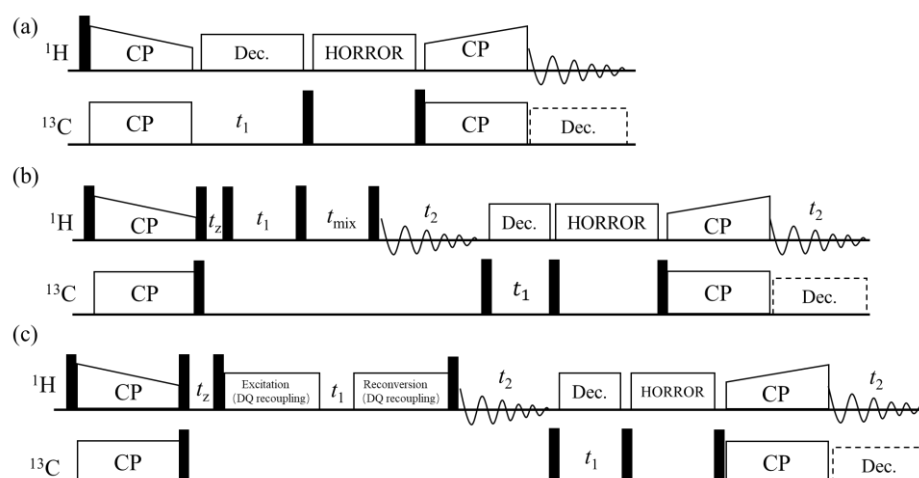 (a)
¹H CP Dec. HORROR CP
¹³C CP t₁ CP Dec.
(b)
¹H CP t_z t₁ t_mix t₂ Dec. HORROR CP t₂
¹³C CP t₁ CP Dec.
(c)
¹H CP t_z Excitation (DQ recoupling) t₁ Reconversion (DQ recoupling) t₂ Dec. HORROR CP t₂
¹³C CP t₁ CP Dec.